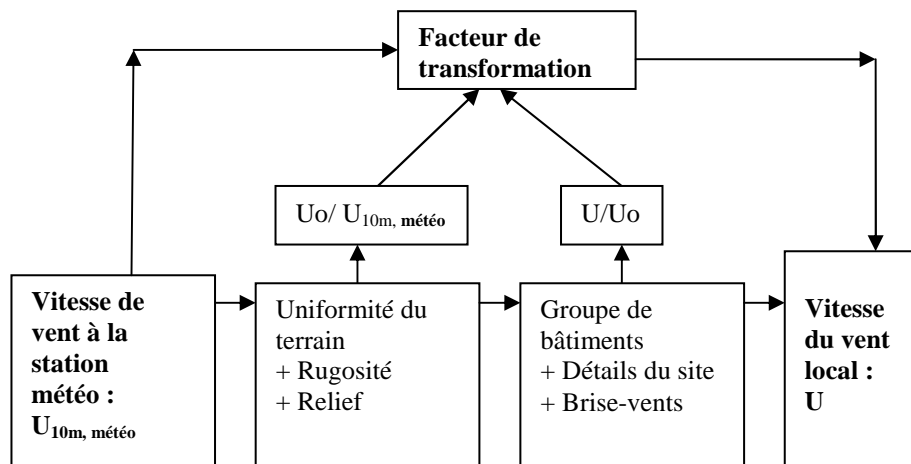 Facteur de
transformation
Uo/ U10m, météo
U/Uo
Vitesse de
vent à la
station
météo :
U10m, météo
Uniformité du
terrain
+ Rugosité
+ Relief
Groupe de
bâtiments
+ Détails du site
+ Brise-vents
Vitesse
du vent
local :
U